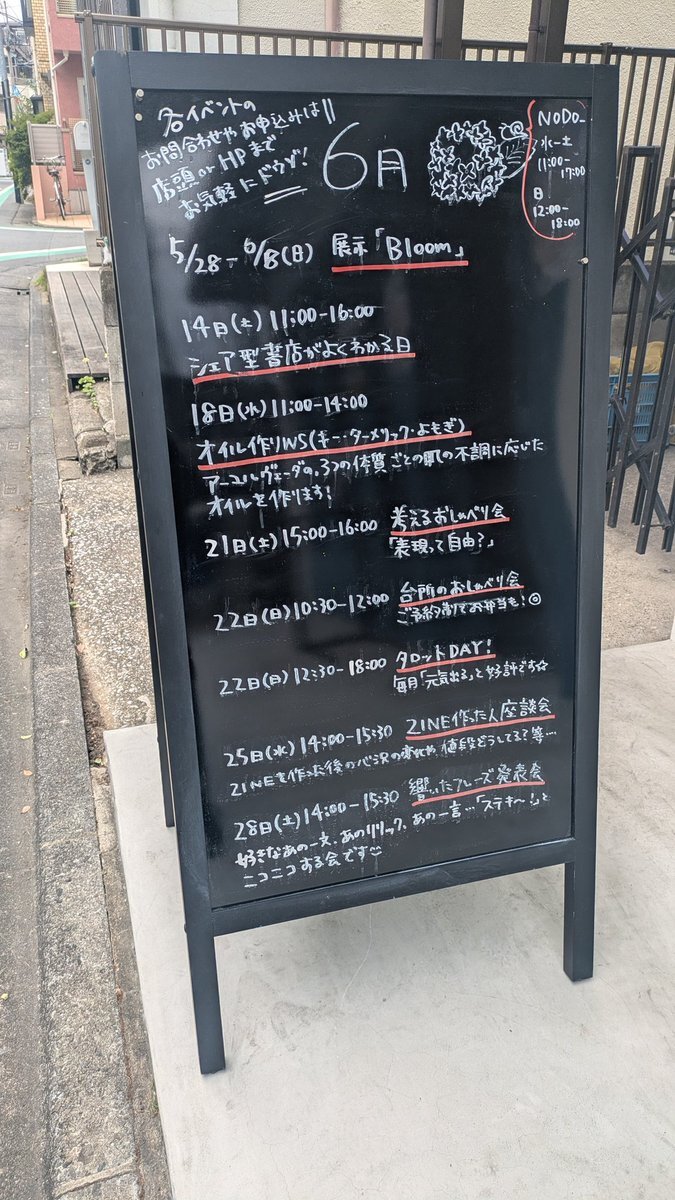 各イベントの
お問合わせやお申込みは
店頭 or HPまで
お気軽にドウゾ!
6月
NODO_
水-土
11:00-
17:00
日
12:00-
18:00
5/28-6/8(日) 展示「Bloom」
14日(土)11:00-16:00
シェア型書店がよくわかる日
18日(水)11:00-14:00
オイル作りWS(ギー・ターメリック・よもぎ)
アーユルヴェーダの、3つの体質ごとの の不調に応じた
オイルを作ります!
21日(土)15:00-16:00 考えるおしゃべり会
「表現って自由?」
22日(日)10:30-12:00 台所のおしゃべり会
ご予約制でお弁当も!◎
22日(日)12:30-18:00 タロットDAY!
毎月「元気出る」と好評です☆
25日(水)14:00-15:30 ZINE作った人座談会
ZINEを作った後の心況の変化や、値段どうしてる?等…
28日(土)14:00-15:30 響いたフレーズ発表会
好きなあの一文、あのリリック、あの一言…「ステキ〜!」と
ニコニコする会です